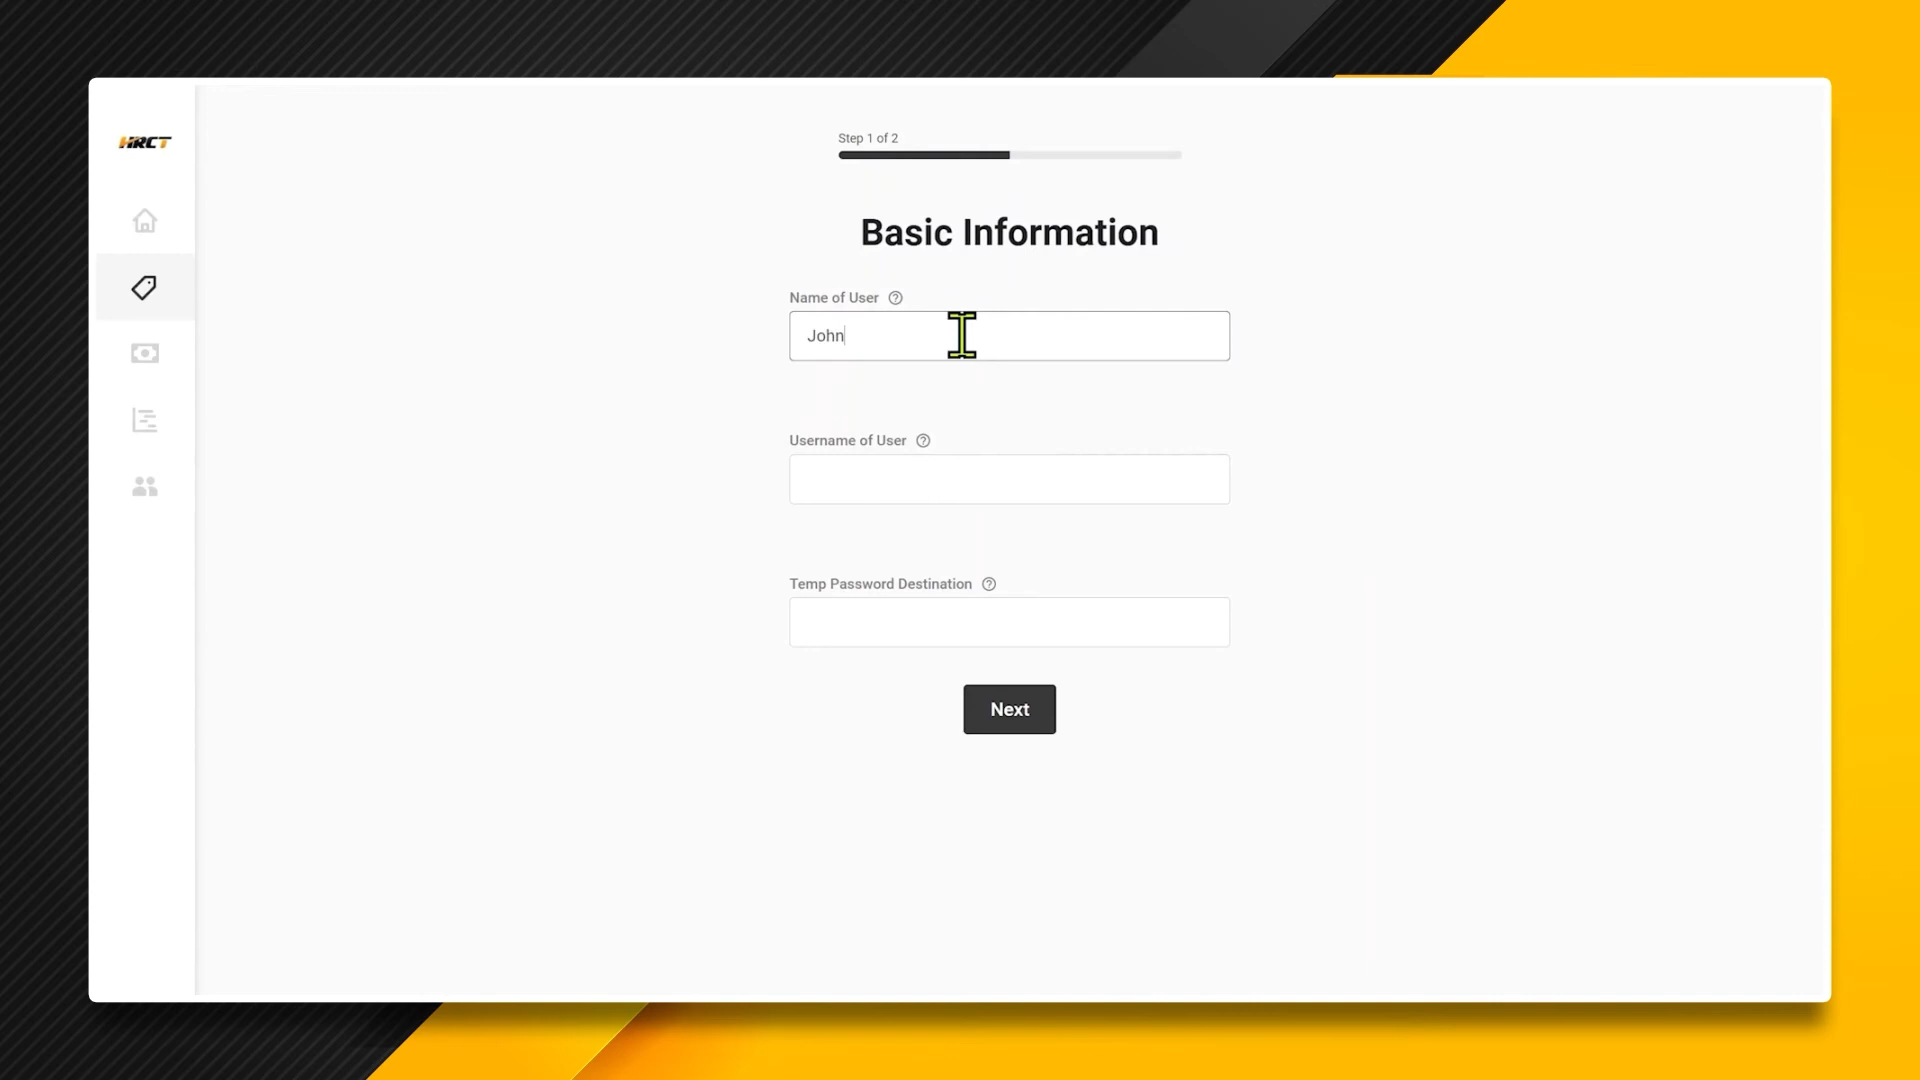 HRCT
Step 1 of 2
Basic Information
Name of User
John
Username of User
Temp Password Destination
Next